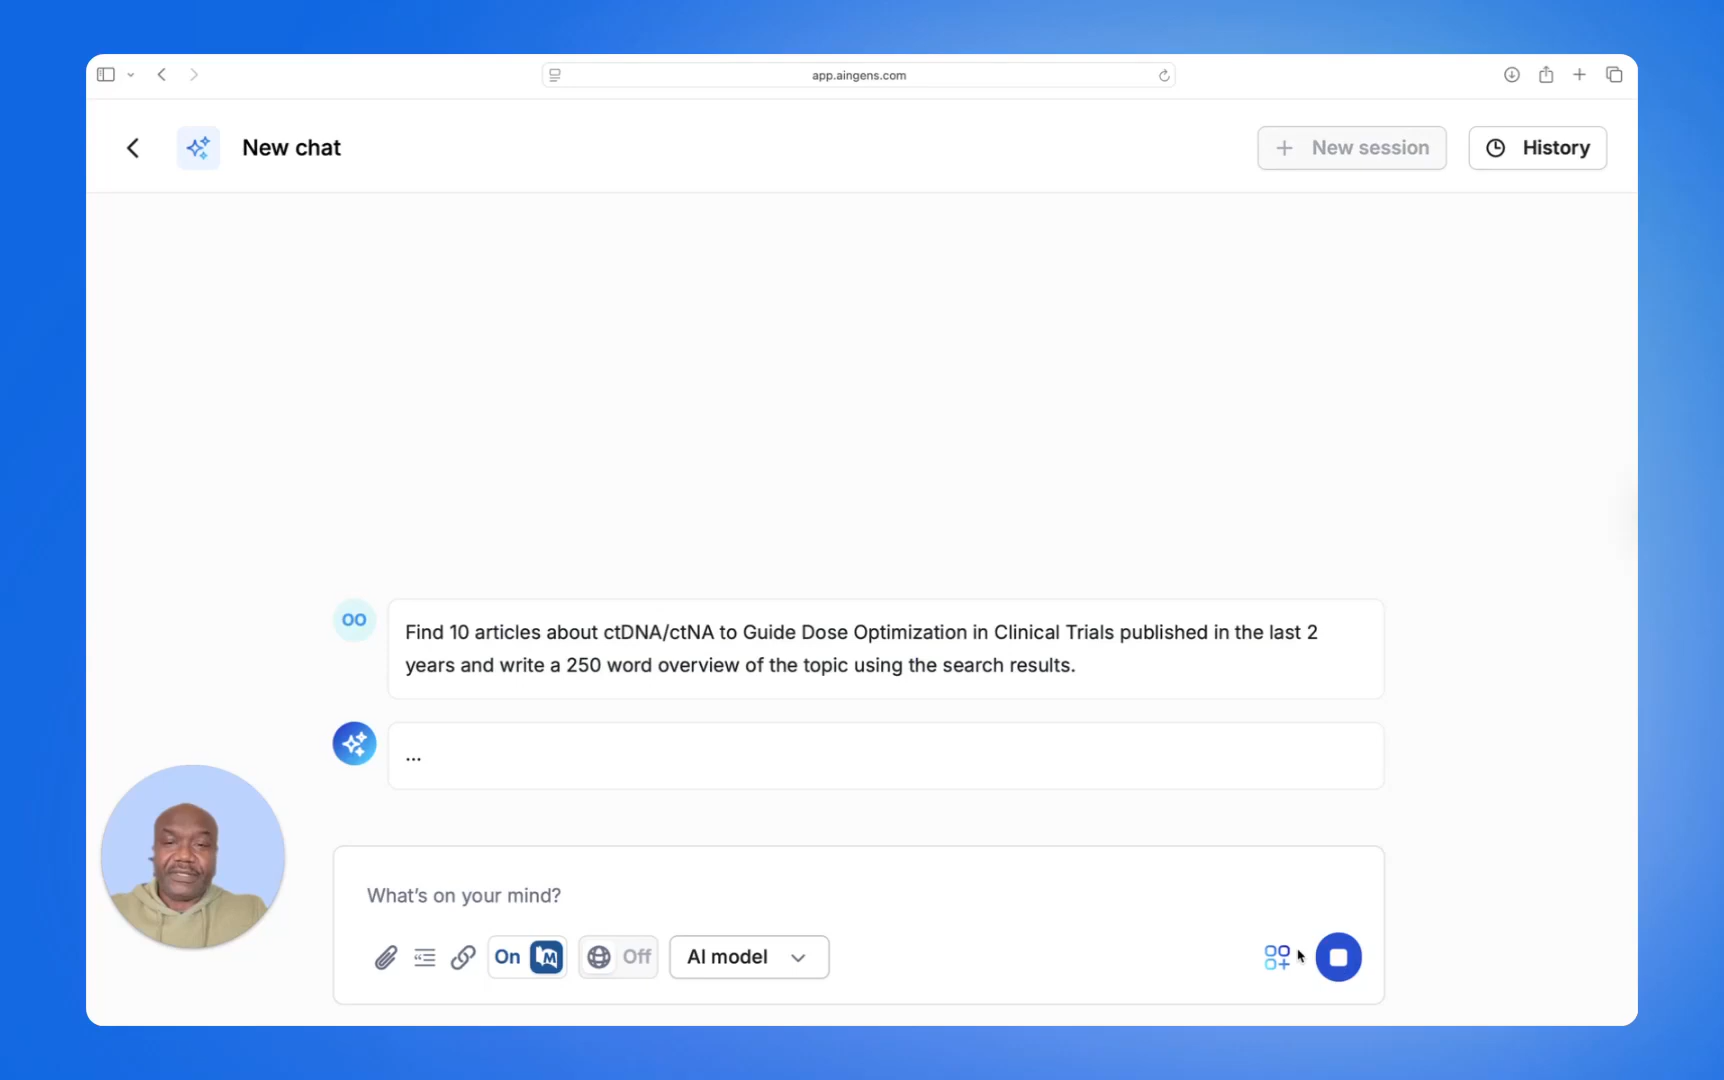 app.aingens.com
New chat
+ New session
History
OO
Find 10 articles about ctDNA/ctNA to Guide Dose Optimization in Clinical Trials published in the last 2
years and write a 250 word overview of the topic using the search results.
...
What's on your mind?
On
Off
AI model